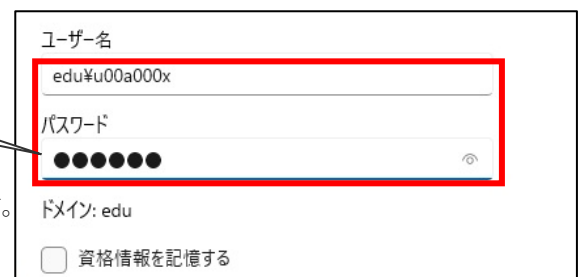 ユーザー名
edu¥u00a000x
パスワード
●●●●●●
。
ドメイン: edu
資格情報を記憶する